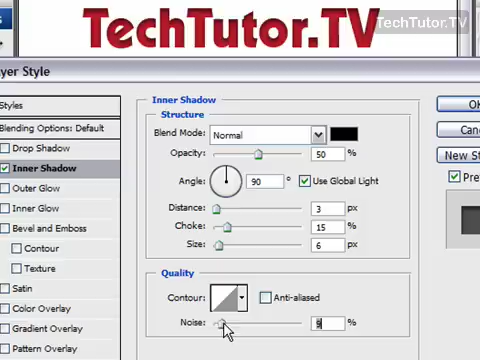 TechTutor.TV
TechTutor.TV
yer Style
Styles
Blending Options: Default
Drop Shadow
Inner Shadow
Outer Glow
Inner Glow
Bevel and Emboss
Contour
Texture
Satin
Color Overlay
Gradient Overlay
Pattern Overlay
Inner Shadow
Structure
Blend Mode: Normal
Opacity: 50 %
Angle: 90 ° Use Global Light
Distance: 3 px
Choke: 15 %
Size: 6 px
Quality
Contour: Anti-aliased
Noise: 9 %
OK
Canc
New St
Prev